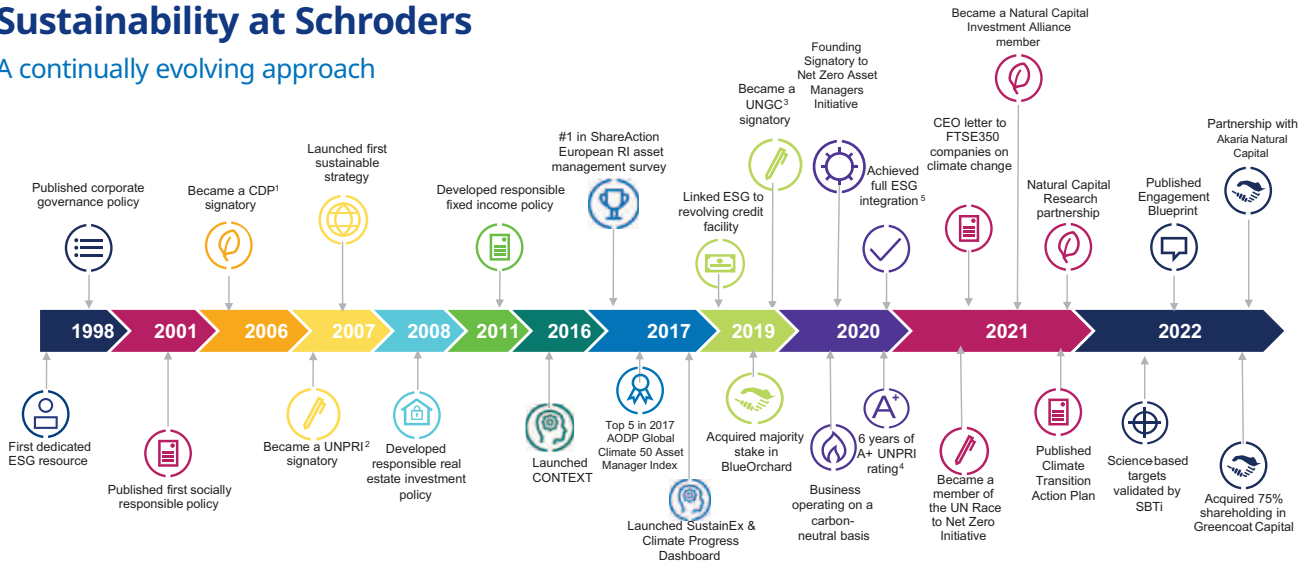 Sustainability at Schroders
A continually evolving approach
Published corporate
governance policy
Became a CDP¹
signatory
Launched first
sustainable
strategy
Developed responsible
fixed income policy
#1 in ShareAction
European RI asset
management survey
Linked ESG to
revolving credit
facility
Became a
UNGC³
signatory
Founding
Signatory to
Net Zero Asset
Managers
Initiative
Achieved
full ESG
integration⁵
CEO letter to
FTSE350
companies on
climate change
Became a Natural Capital
Investment Alliance
member
Natural Capital
Research
partnership
Published
Engagement
Blueprint
Partnership with
Akaria Natural
Capital
1998
2001
2006
2007
2008
2011
2016
2017
2019
2020
2021
2022
First dedicated
ESG resource
Published first socially
responsible policy
Became a UNPRI²
signatory
Developed
responsible real
estate investment
policy
Launched
CONTEXT
Top 5 in 2017
AODP Global
Climate 50 Asset
Manager Index
Launched SustainEx &
Climate Progress
Dashboard
Acquired majority
stake in
BlueOrchard
Business
operating on a
carbon-
neutral basis
A+
6 years of
A+ UNPRI
rating⁴
Became a
member of
the UN Race
to Net Zero
Initiative
Published
Climate
Transition
Action Plan
Science based
targets
validated by
SBTi
Acquired 75%
shareholding in
Greencoat Capital